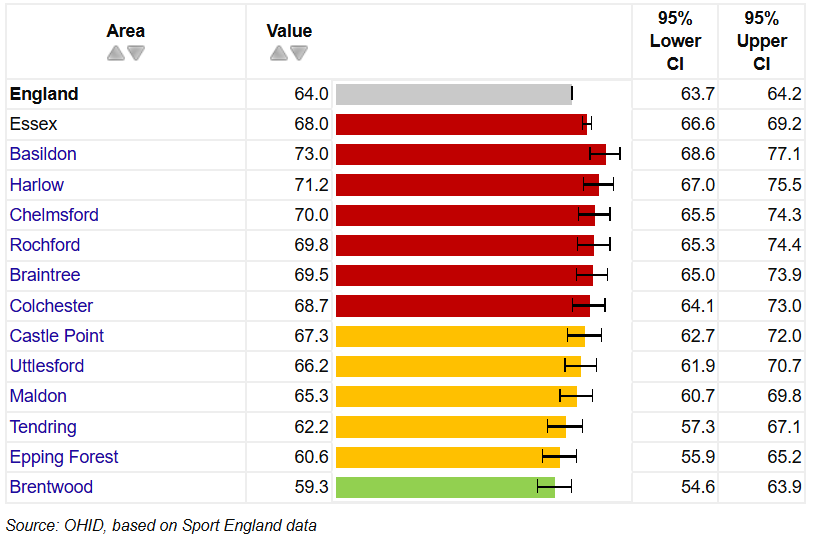 Area Value 95% Lower CI 95% Upper CI
England 64.0 63.7 64.2
Essex 68.0 66.6 69.2
Basildon 73.0 68.6 77.1
Harlow 71.2 67.0 75.5
Chelmsford 70.0 65.5 74.3
Rochford 69.8 65.3 74.4
Braintree 69.5 65.0 73.9
Colchester 68.7 64.1 73.0
Castle Point 67.3 62.7 72.0
Uttlesford 66.2 61.9 70.7
Maldon 65.3 60.7 69.8
Tendring 62.2 57.3 67.1
Epping Forest 60.6 55.9 65.2
Brentwood 59.3 54.6 63.9
Source: OHID, based on Sport England data